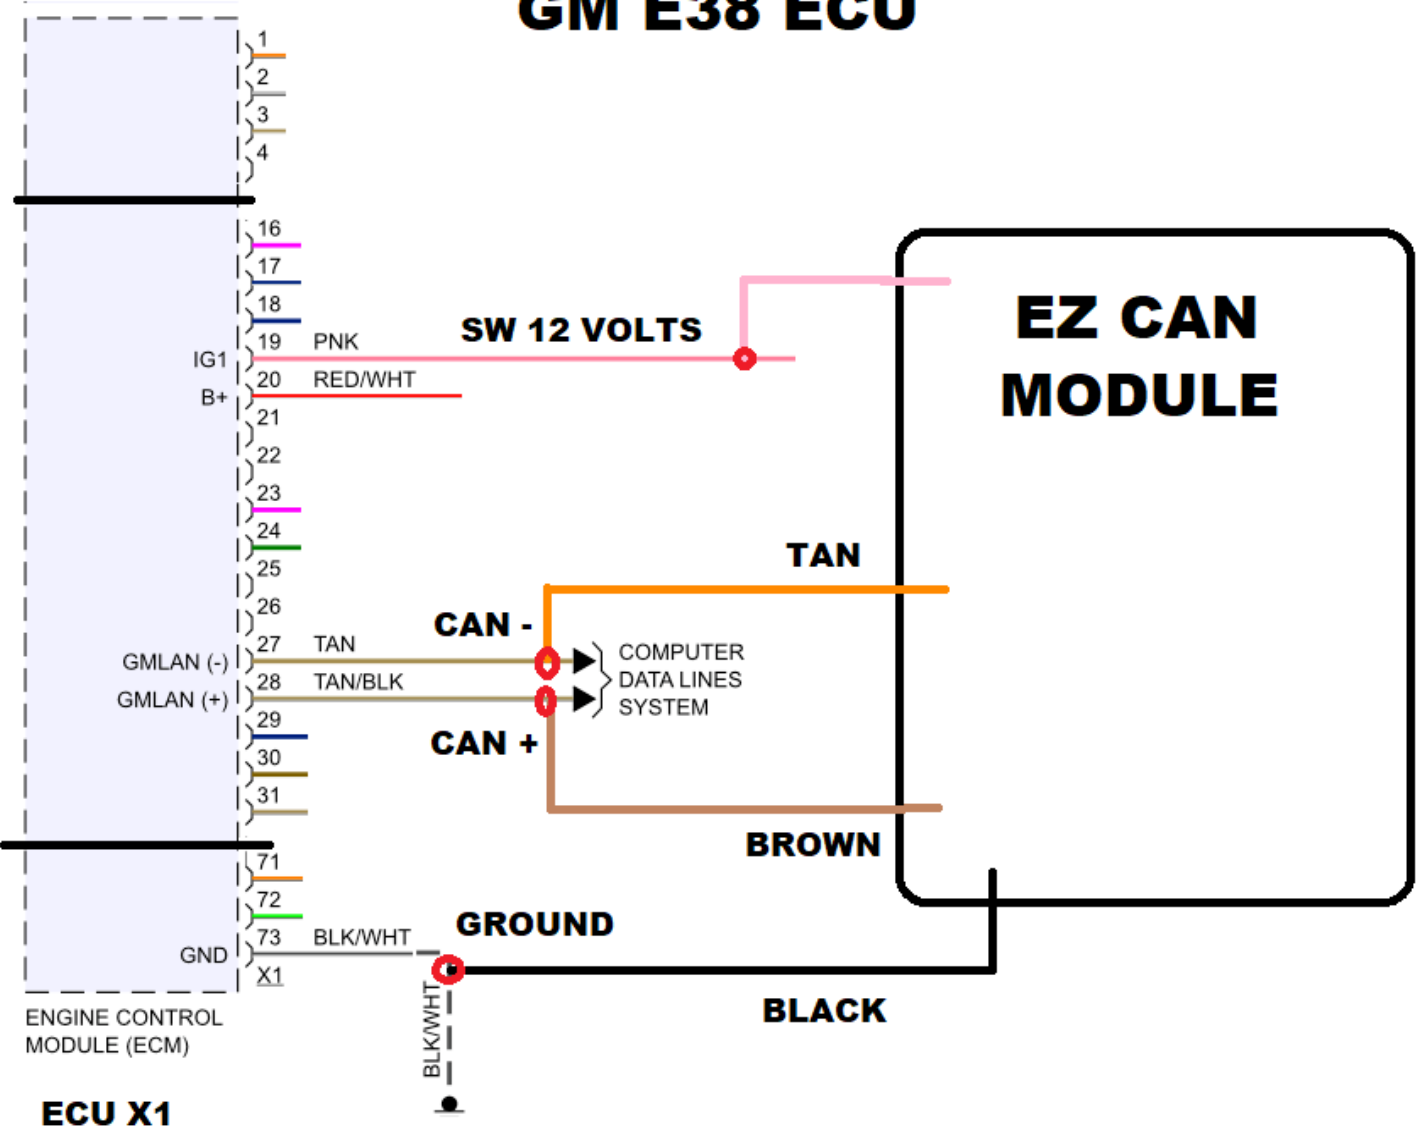 GM E38 ECU
1
2
3
4
16
17
18
19 PNK
SW 12 VOLTS
IG1
20 RED/WHT
B+
21
22
23
24
25
26
27 TAN
GMLAN (-)
28 TAN/BLK
GMLAN (+)
29
30
31
71
72
73 BLK/WHT
GND
X1
BLK/WHT
ENGINE CONTROL
MODULE (ECM)
ECU X1
CAN -
CAN +
COMPUTER
DATA LINES
SYSTEM
TAN
BROWN
GROUND
BLACK
EZ CAN
MODULE